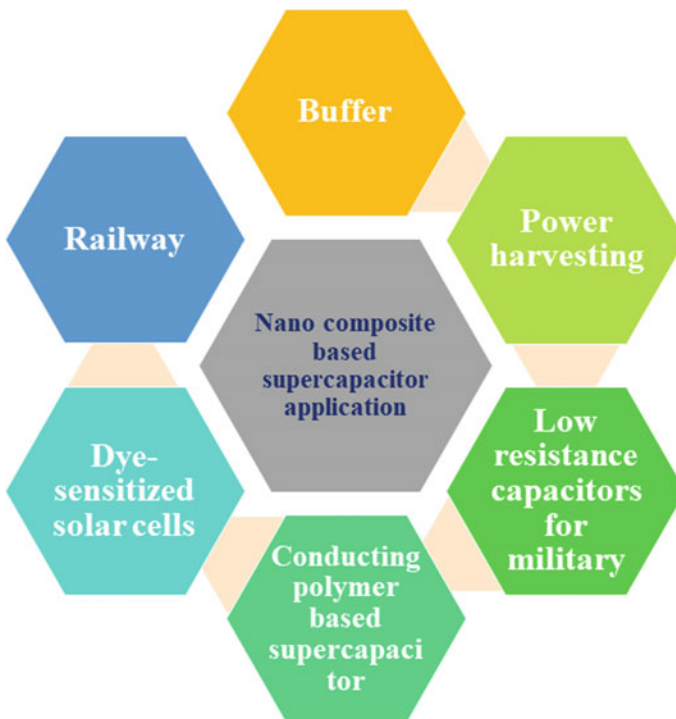 Buffer
Power
harvesting
Low
resistance
capacitors
for
military
Conducting
polymer
based
supercapaci
tor
Dye-
sensitized
solar cells
Railway
Nano composite
based
supercapacitor
application